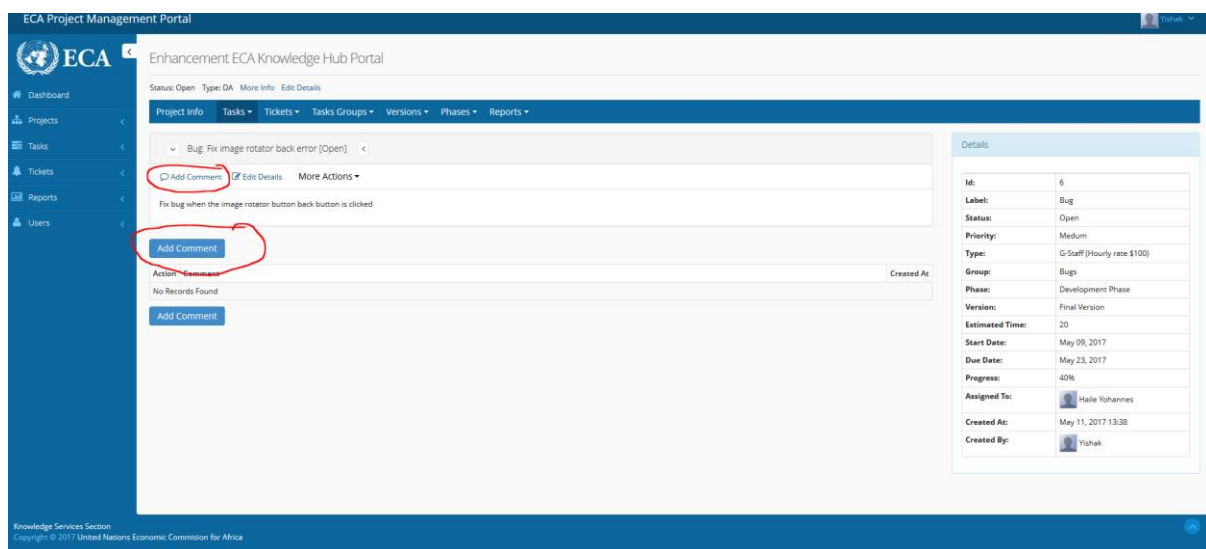 ECA Project Management Portal
Yishak
ECA
Dashboard
Projects
Tasks
Tickets
Reports
Users
Enhancement ECA Knowledge Hub Portal
Status: Open Type: DA More Info Edit Details
Project Info Tasks Tickets Tasks Groups Versions Phases Reports
Bug: Fix image rotator back error [Open]
Add Comment Edit Details More Actions
Fix bug when the image rotator button back button is clicked
Add Comment
Action Comment Created At
No Records Found
Add Comment
Details
Id: 6
Label: Bug
Status: Open
Priority: Medum
Type: G-Staff (Hourly rate $100)
Group: Bugs
Phase: Development Phase
Version: Final Version
Estimated Time: 20
Start Date: May 09, 2017
Due Date: May 23, 2017
Progress: 40%
Assigned To: Haile Yohannes
Created At: May 11, 2017 13:38
Created By: Yishak
Knowledge Services Section
Copyright © 2017 United Nations Economic Commision for Africa